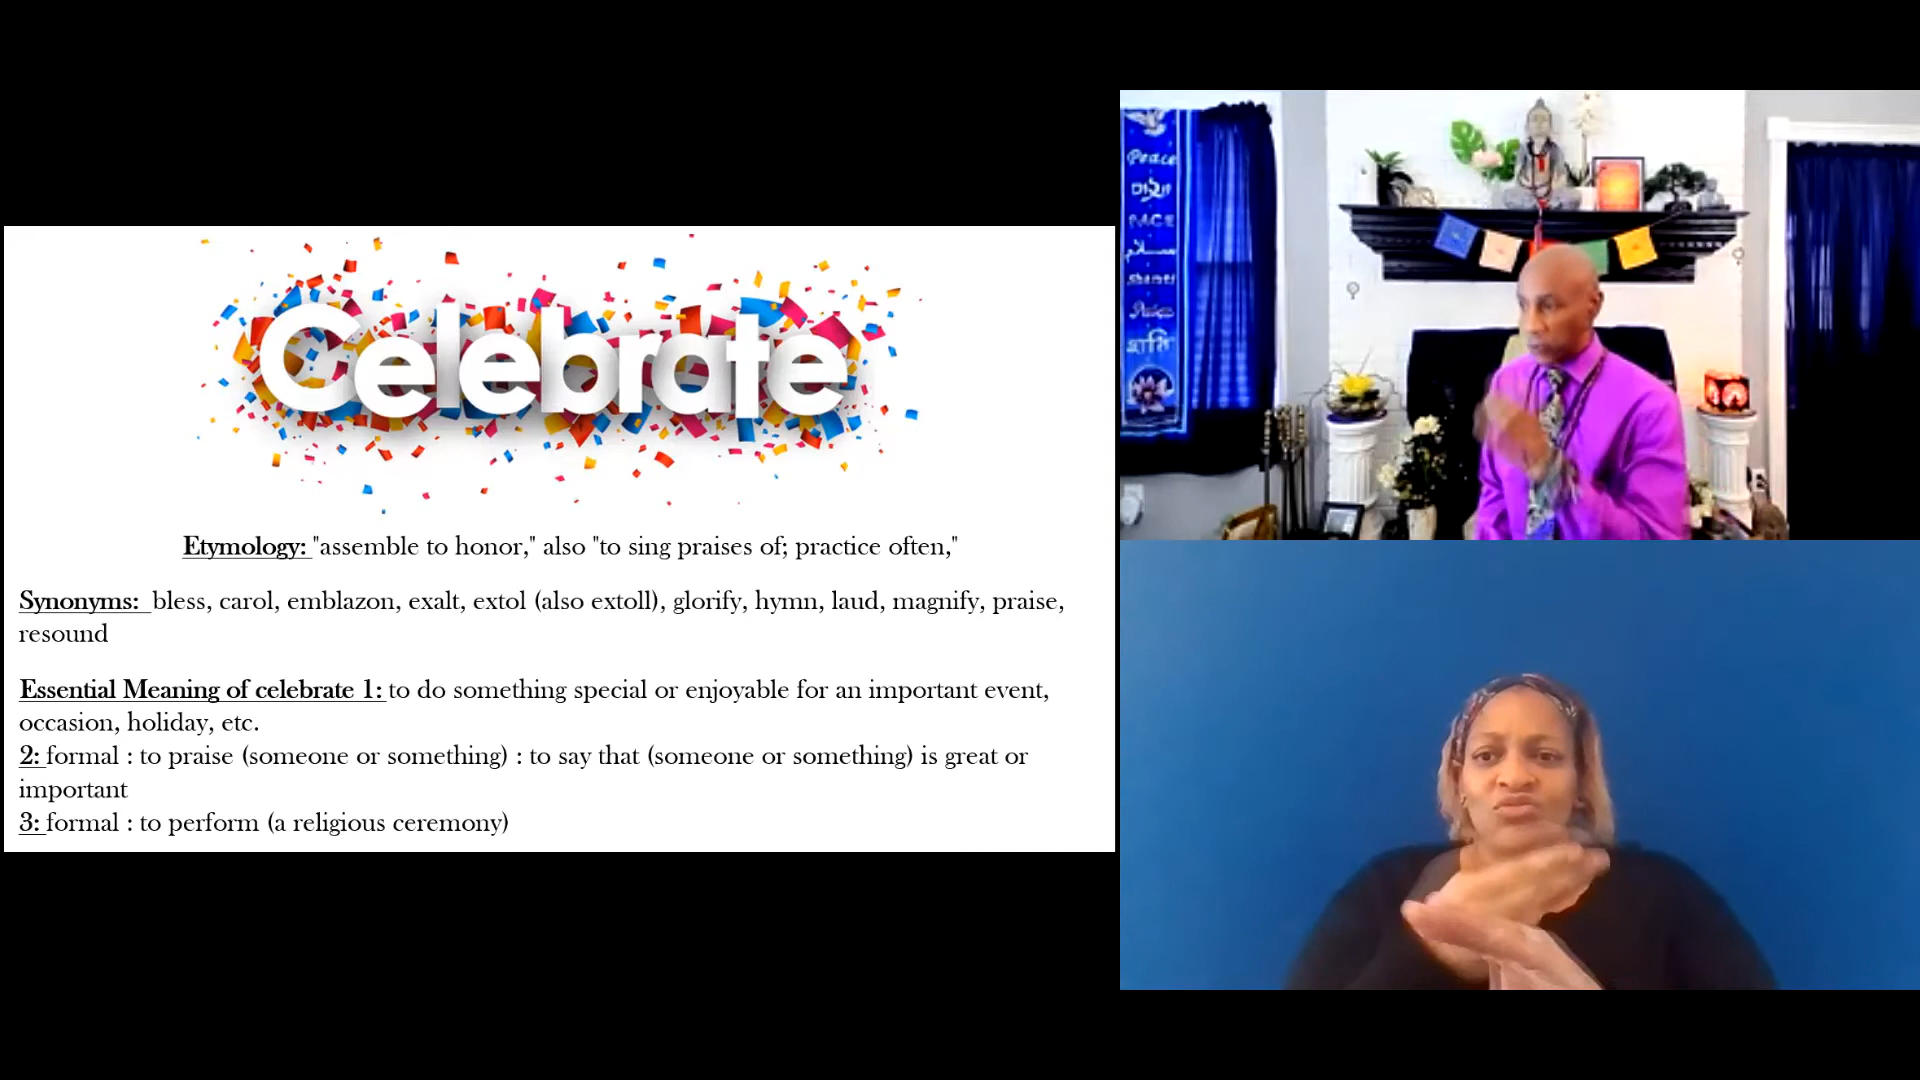 Celebrate
Etymology: "assemble to honor," also "to sing praises of; practice often,"
Synonyms: bless, carol, emblazon, exalt, extol (also extoll), glorify, hymn, laud, magnify, praise,
resound
Essential Meaning of celebrate 1: to do something special or enjoyable for an important event,
occasion, holiday, etc.
2: formal : to praise (someone or something) : to say that (someone or something) is great or
important
3: formal : to perform (a religious ceremony)
Peace
PACE
shanti